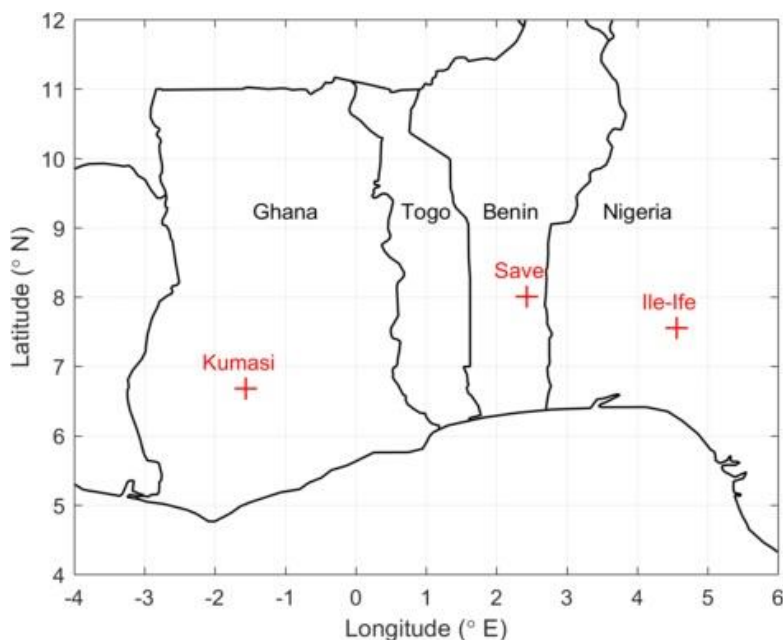 12
11
10
9
8
7
6
5
4
Latitude (° N)
Ghana Togo Benin Nigeria
Save
Ile-Ife
Kumasi
-4 -3 -2 -1 0 1 2 3 4 5 6
Longitude (° E)